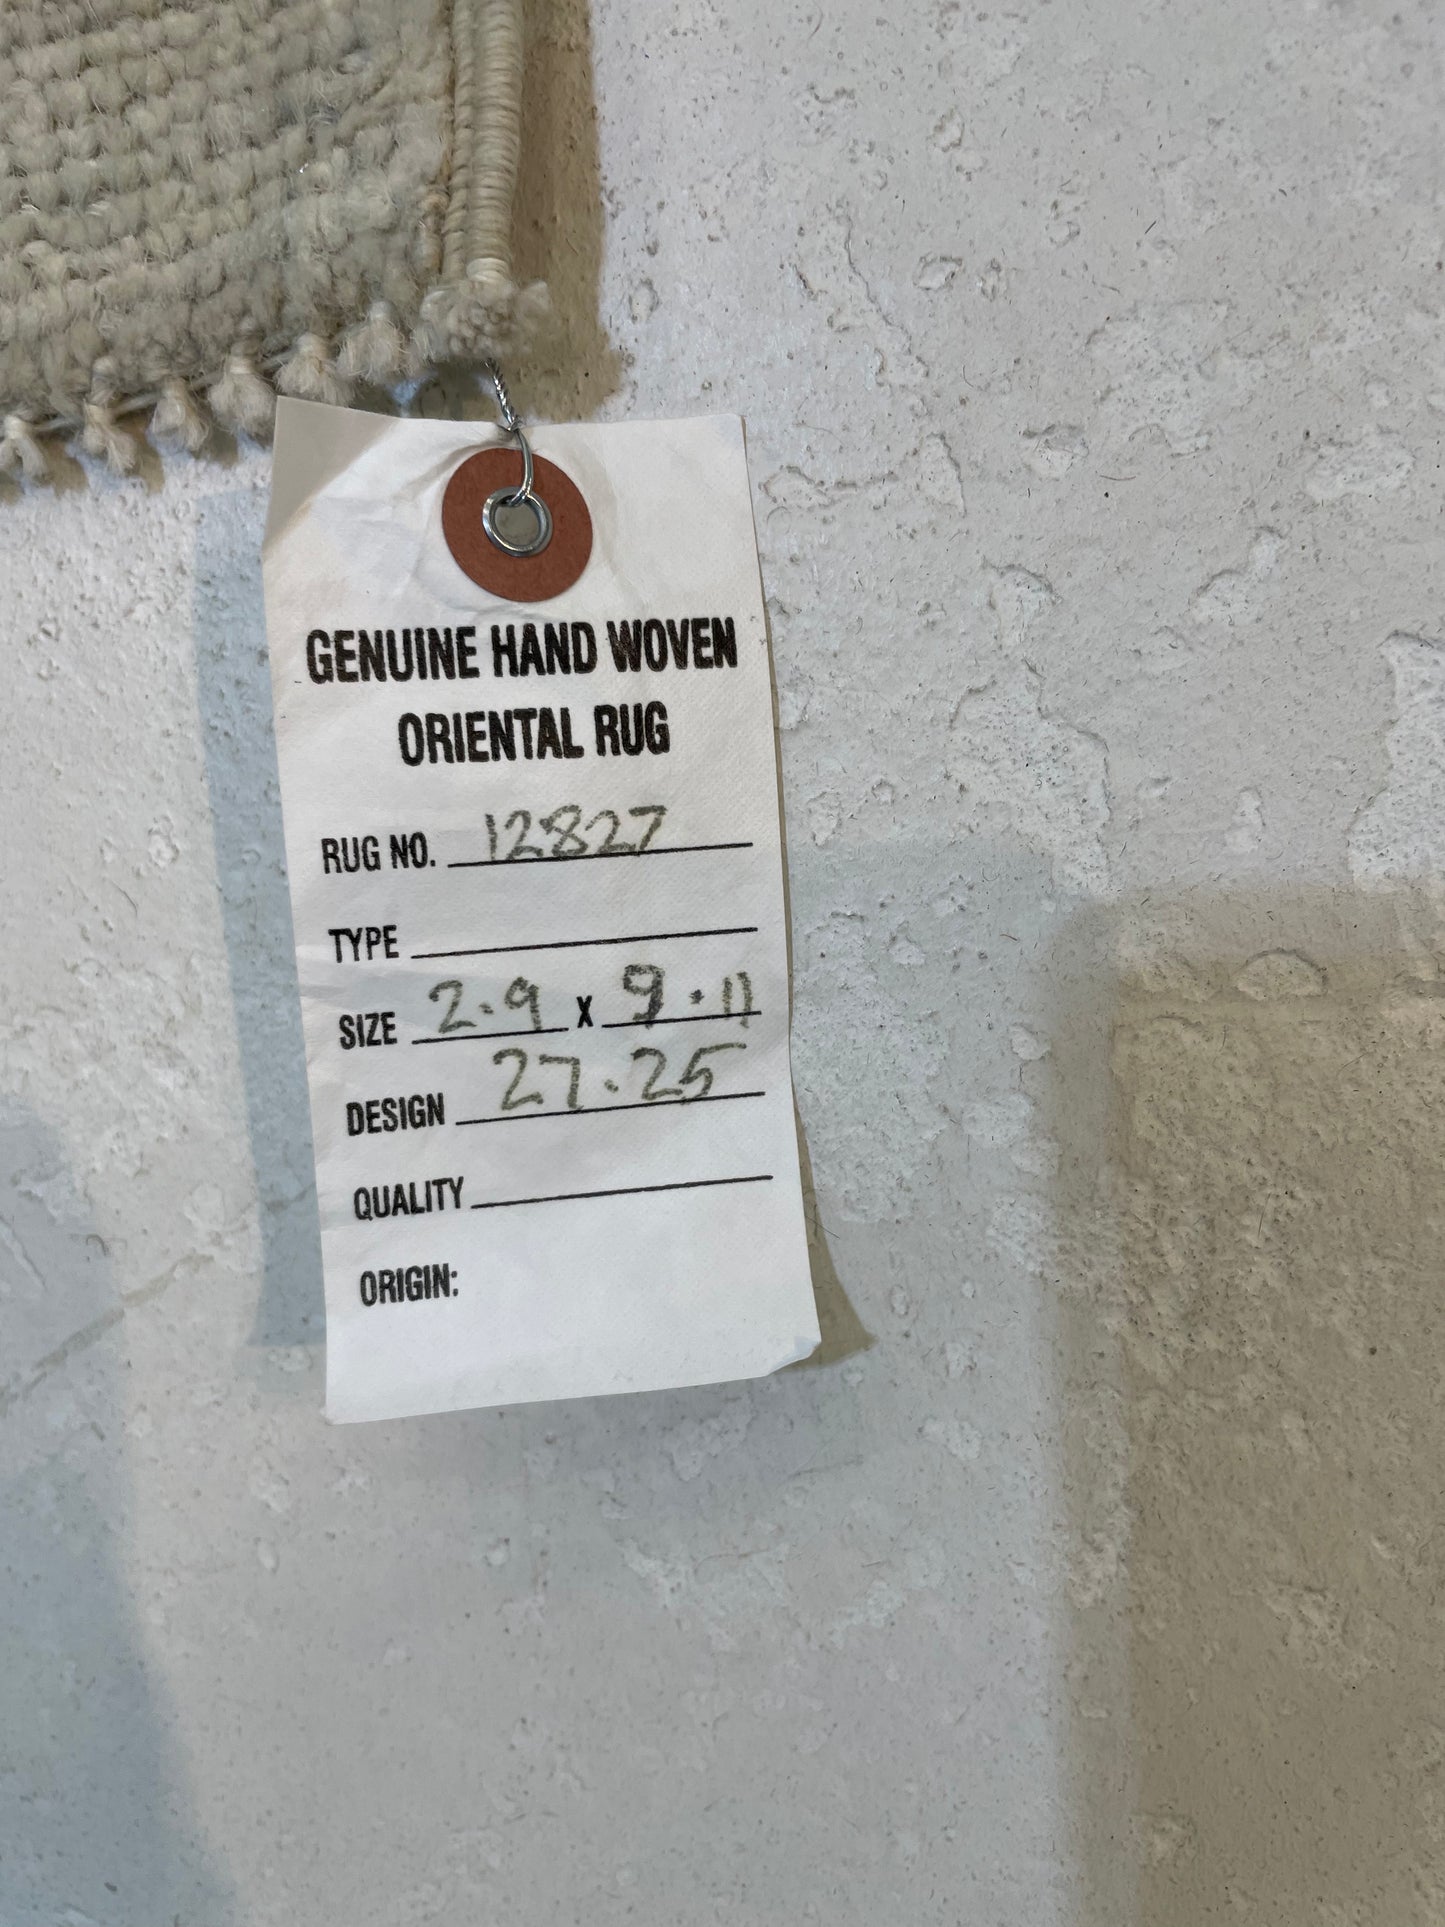 GENUINE HAND WOVEN
ORIENTAL RUG
RUG NO. 12827
TYPE
SIZE 2.9 X 9.11
DESIGN 27.25
QUALITY
ORIGIN: